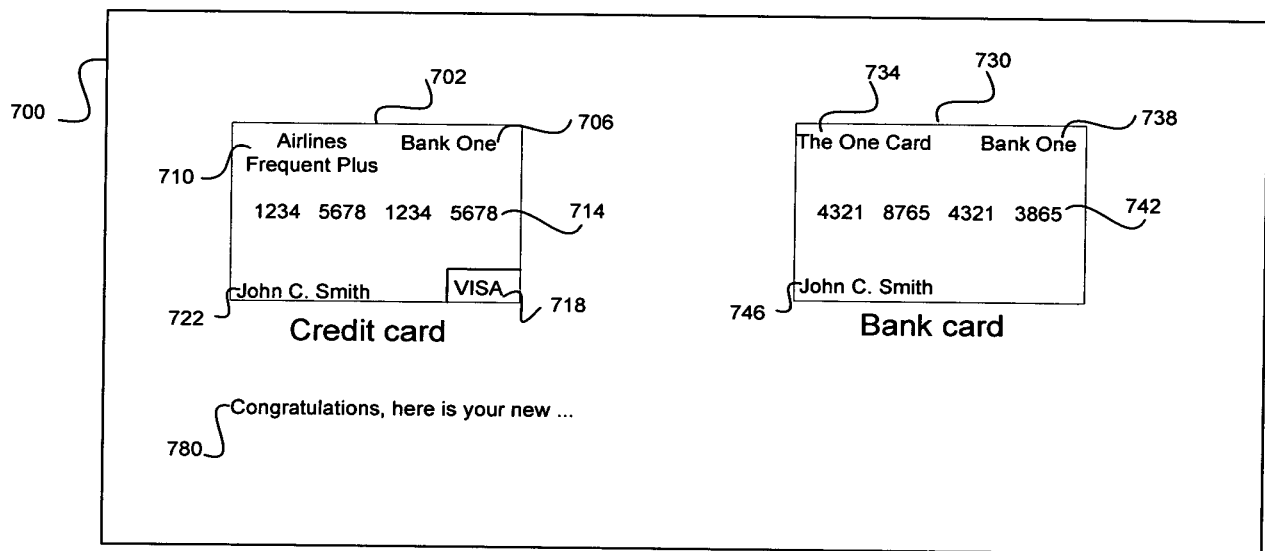 700
702
706
710
Airlines
Frequent Plus
Bank One
1234 5678 1234 5678
714
John C. Smith
VISA
722
718
Credit card
734
730
738
The One Card
Bank One
4321 8765 4321 3865
742
John C. Smith
746
Bank card
Congratulations, here is your new ...
780